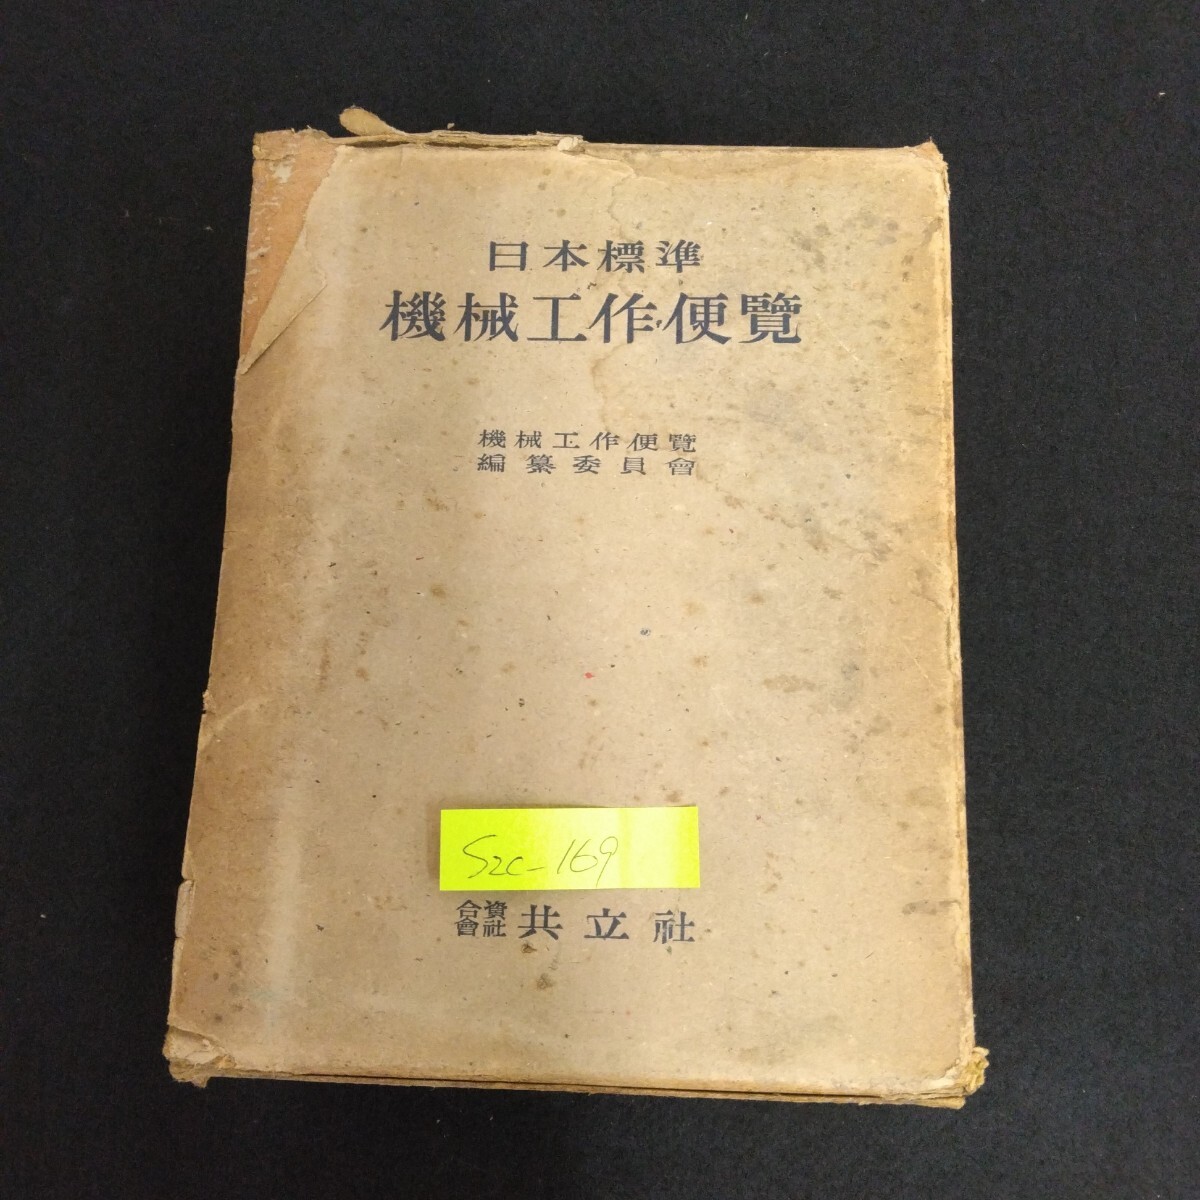 日本標準
機械工作便覽
機械工作便覽
編纂委員會
Szc-169
合資會社 共立社